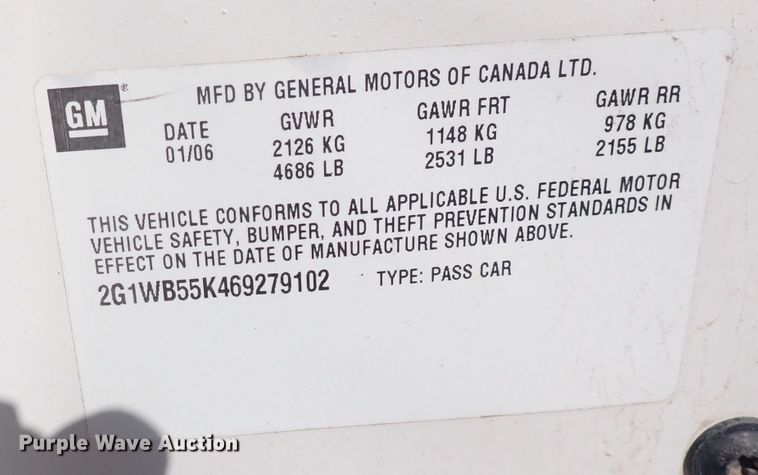 GM
MFD BY GENERAL MOTORS OF CANADA LTD.
DATE GVWR GAWR FRT GAWR RR
01/06 2126 KG 1148 KG 978 KG
4686 LB 2531 LB 2155 LB
THIS VEHICLE CONFORMS TO ALL APPLICABLE U.S. FEDERAL MOTOR
VEHICLE SAFETY, BUMPER, AND THEFT PREVENTION STANDARDS IN
EFFECT ON THE DATE OF MANUFACTURE SHOWN ABOVE.
2G1WB55K469279102 TYPE: PASS CAR
Purple Wave Auction